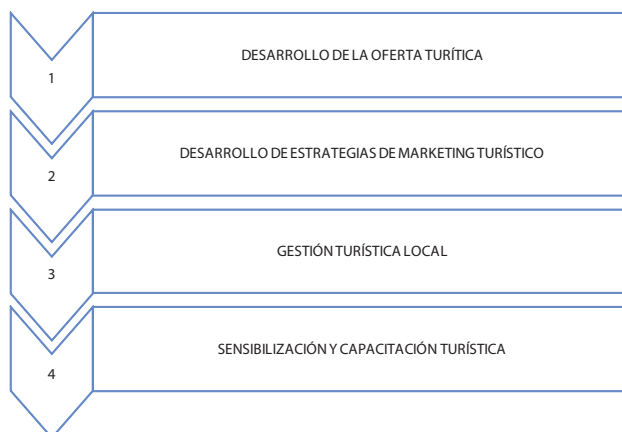 1
DESARROLLO DE LA OFERTA TURÍTICA
2
DESARROLLO DE ESTRATEGIAS DE MARKETING TURÍSTICO
3
GESTIÓN TURÍSTICA LOCAL
4
SENSIBILIZACIÓN Y CAPACITACIÓN TURÍSTICA